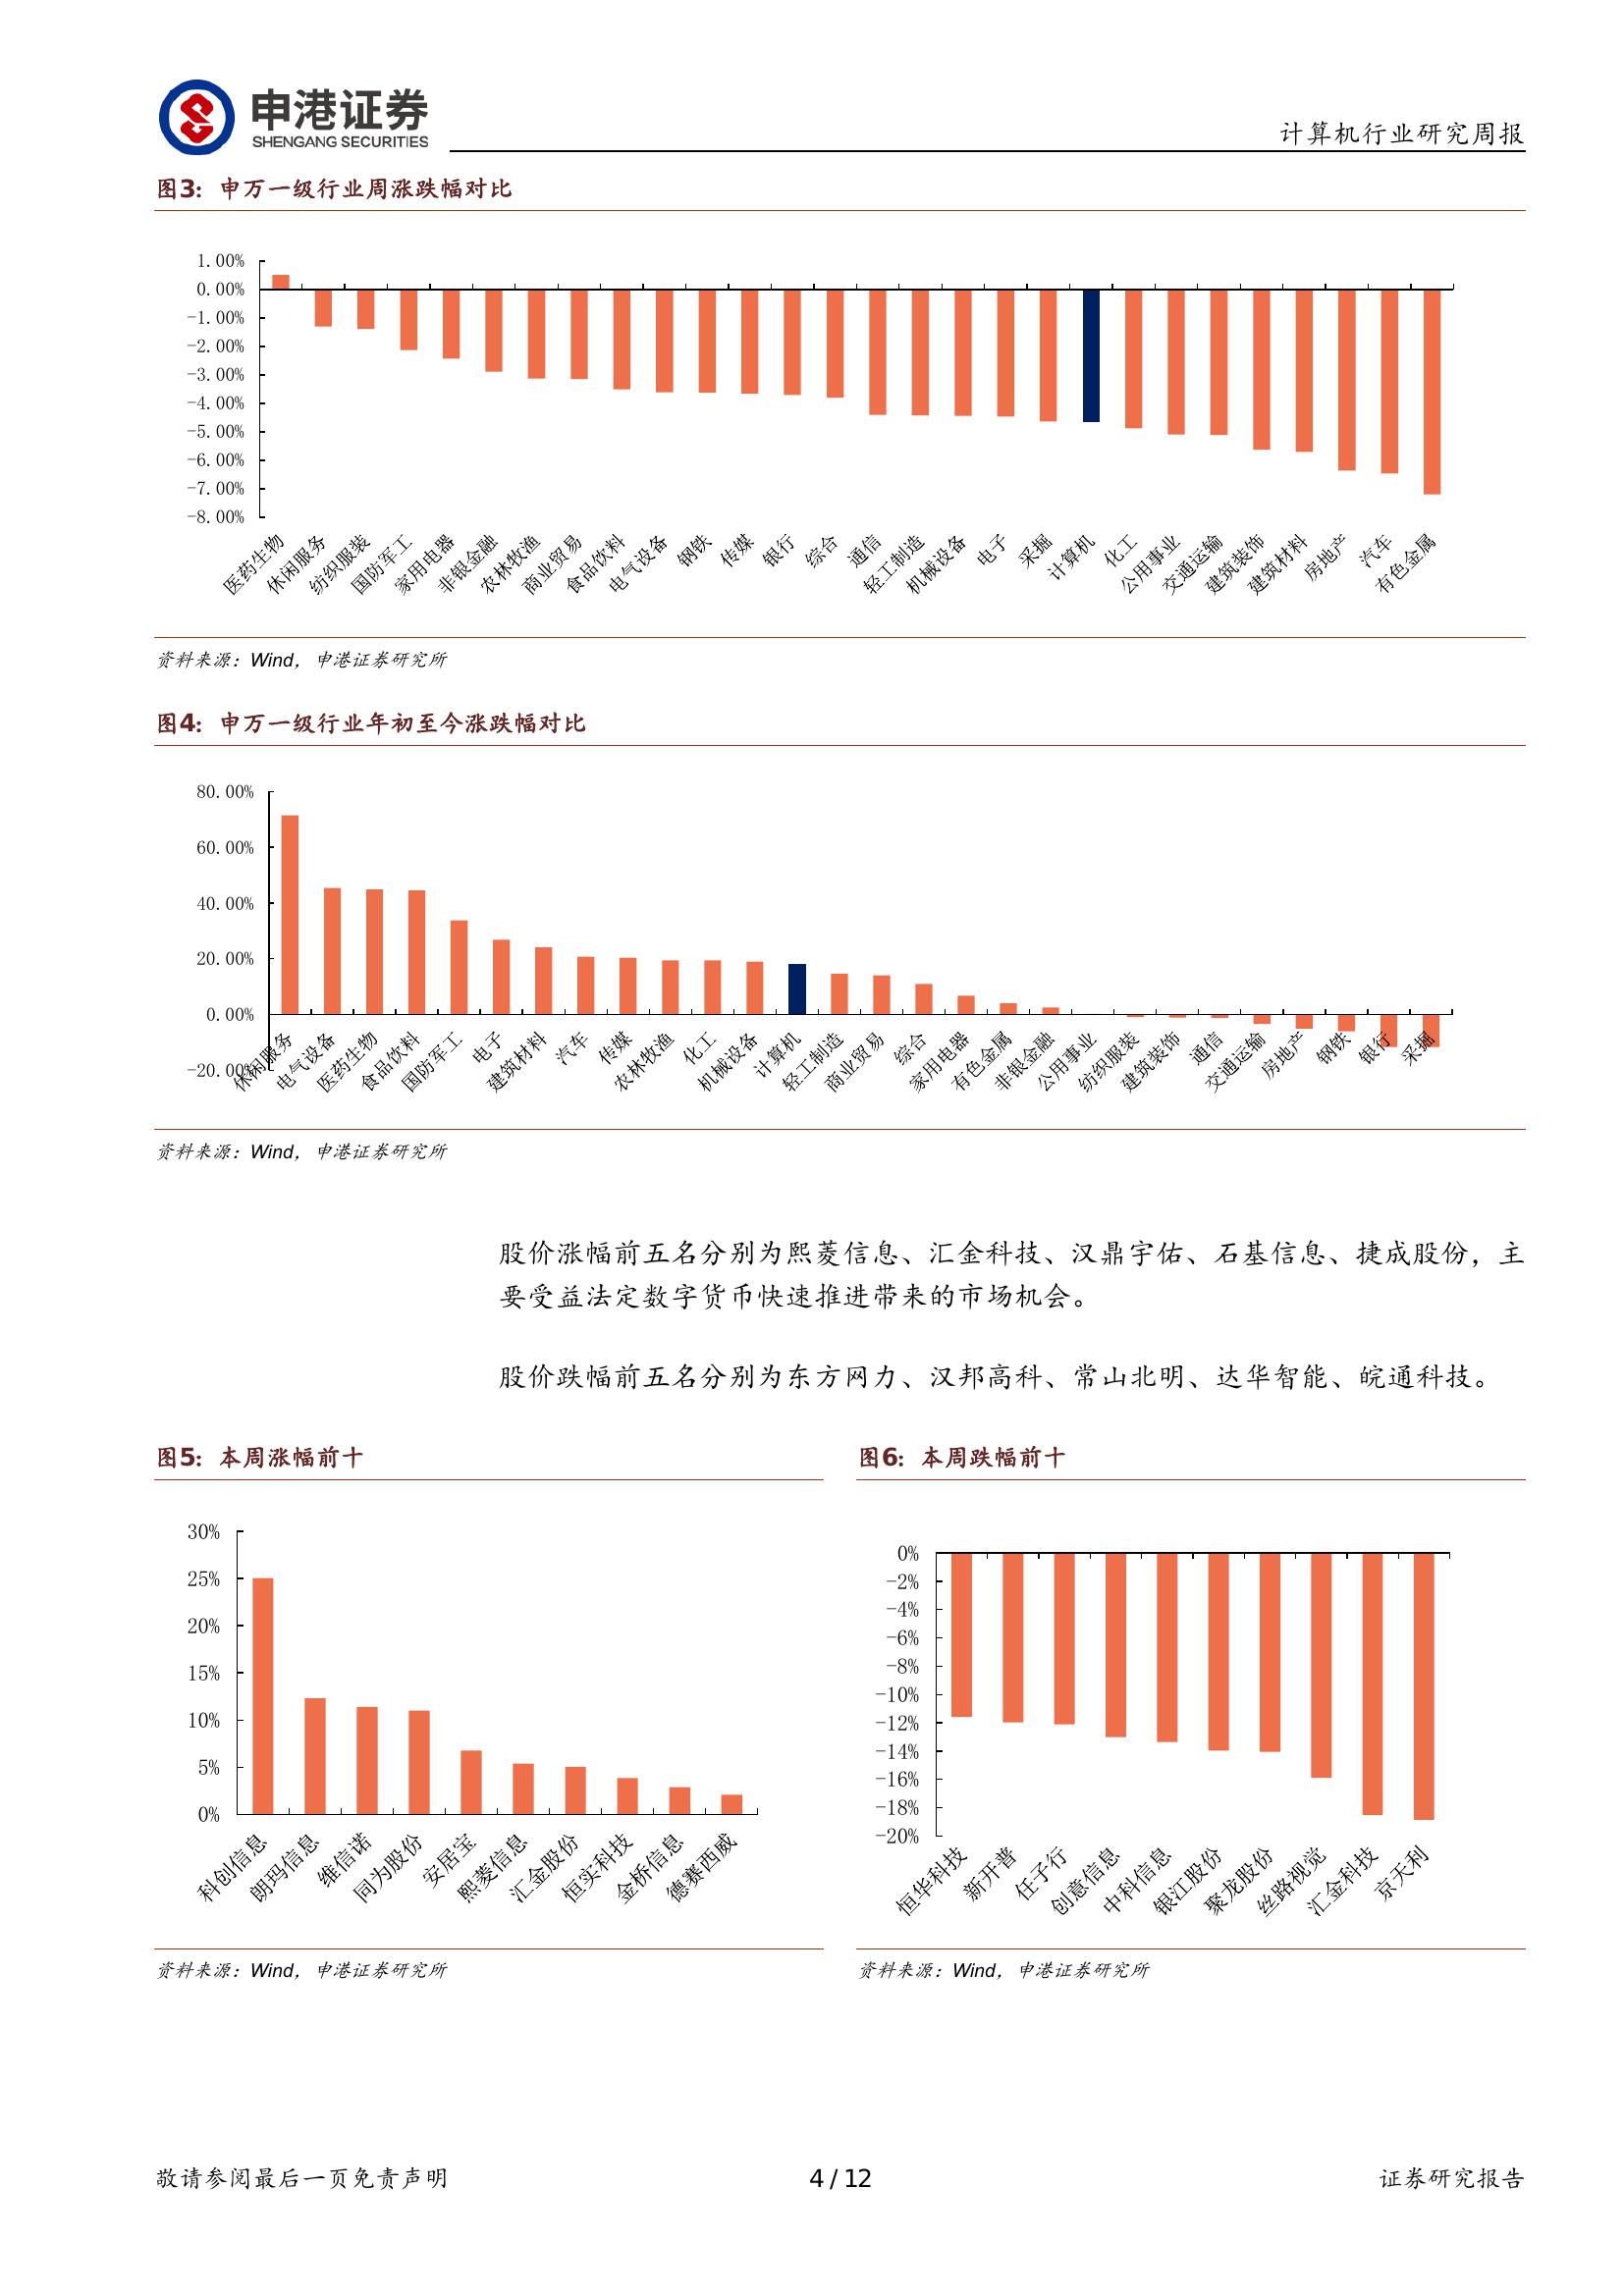 申港证券
SHENGANG SECURITIES
计算机行业研究周报
图3：申万一级行业周涨跌幅对比
1.00%
0.00%
-1.00%
-2.00%
-3.00%
-4.00%
-5.00%
-6.00%
-7.00%
-8.00%
医药生物 休闲服务 纺织服装 国防军工 家用电器 非银金融 农林牧渔 商业贸易 食品饮料 电气设备 钢铁 传媒 银行 综合 通信 轻工制造 机械设备 电子 采掘 计算机 化工 公用事业 交通运输 建筑装饰 建筑材料 房地产 汽车 有色金属
资料来源：Wind，申港证券研究所
图4：申万一级行业年初至今涨跌幅对比
80.00%
60.00%
40.00%
20.00%
0.00%
-20.00%
休闲服务 电气设备 医药生物 食品饮料 国防军工 电子 建筑材料 汽车 传媒 农林牧渔 化工 机械设备 计算机 轻工制造 商业贸易 综合 家用电器 有色金属 非银金融 公用事业 纺织服装 建筑装饰 通信 交通运输 房地产 钢铁 银行 采掘
资料来源：Wind，申港证券研究所
股价涨幅前五名分别为熙菱信息、汇金科技、汉鼎宇佑、石基信息、捷成股份，主
要受益法定数字货币快速推进带来的市场机会。
股价跌幅前五名分别为东方网力、汉邦高科、常山北明、达华智能、皖通科技。
图5：本周涨幅前十
30%
25%
20%
15%
10%
5%
0%
科创信息 朗玛信息 维信诺 同为股份 安居宝 熙菱信息 汇金股份 恒实科技 金桥信息 德赛西威
资料来源：Wind，申港证券研究所
图6：本周跌幅前十
0%
-2%
-4%
-6%
-8%
-10%
-12%
-14%
-16%
-18%
-20%
恒华科技 新开普 任子行 创意信息 中科信息 银江股份 聚龙股份 丝路视觉 汇金科技 京天利
资料来源：Wind，申港证券研究所
敬请参阅最后一页免责声明
4 / 12
证券研究报告